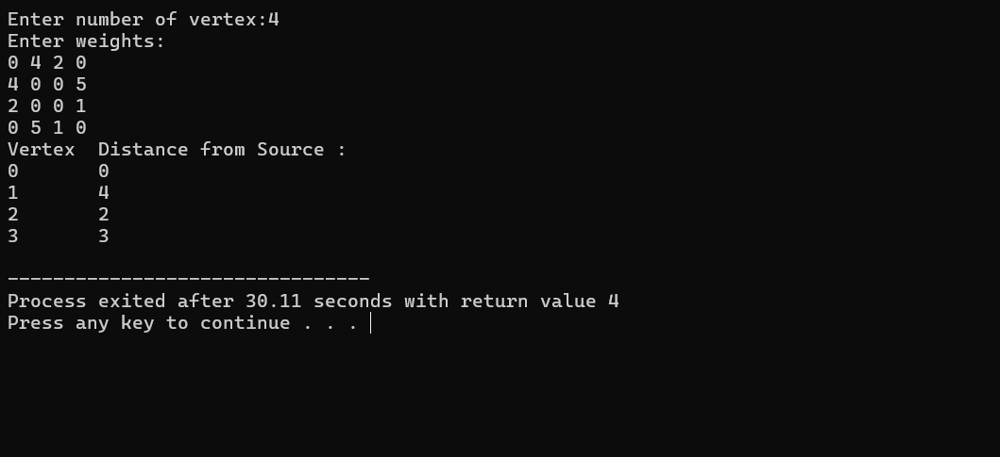 Enter number of vertex:4
Enter weights:
0 4 2 0
4 0 0 5
2 0 0 1
0 5 1 0
Vertex  Distance from Source :
0       0
1       4
2       2
3       3
--------------------------------
Process exited after 30.11 seconds with return value 4
Press any key to continue . . .